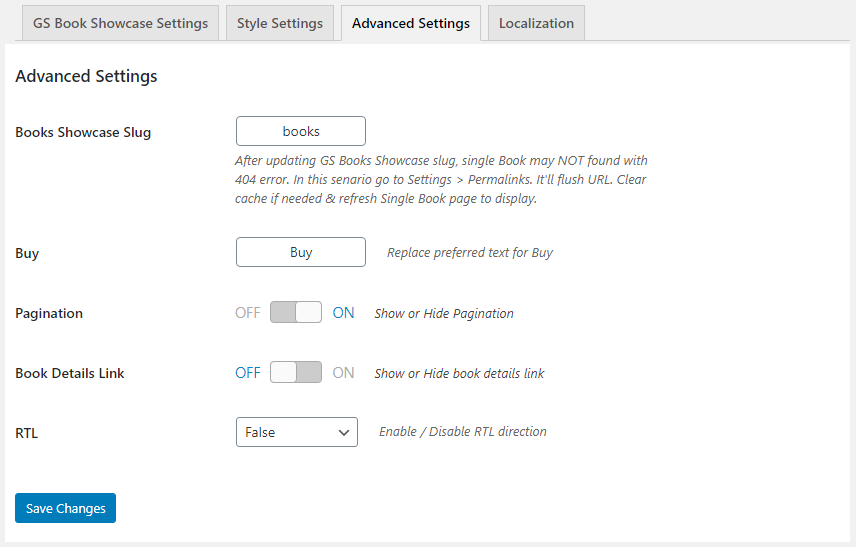 GS Book Showcase Settings Style Settings Advanced Settings Localization
Advanced Settings
Books Showcase Slug books
After updating GS Books Showcase slug, single Book may NOT found with
404 error. In this senario go to Settings > Permalinks. It'll flush URL. Clear
cache if needed & refresh Single Book page to display.
Buy Buy Replace preferred text for Buy
Pagination OFF ON Show or Hide Pagination
Book Details Link OFF ON Show or Hide book details link
RTL False Enable / Disable RTL direction
Save Changes